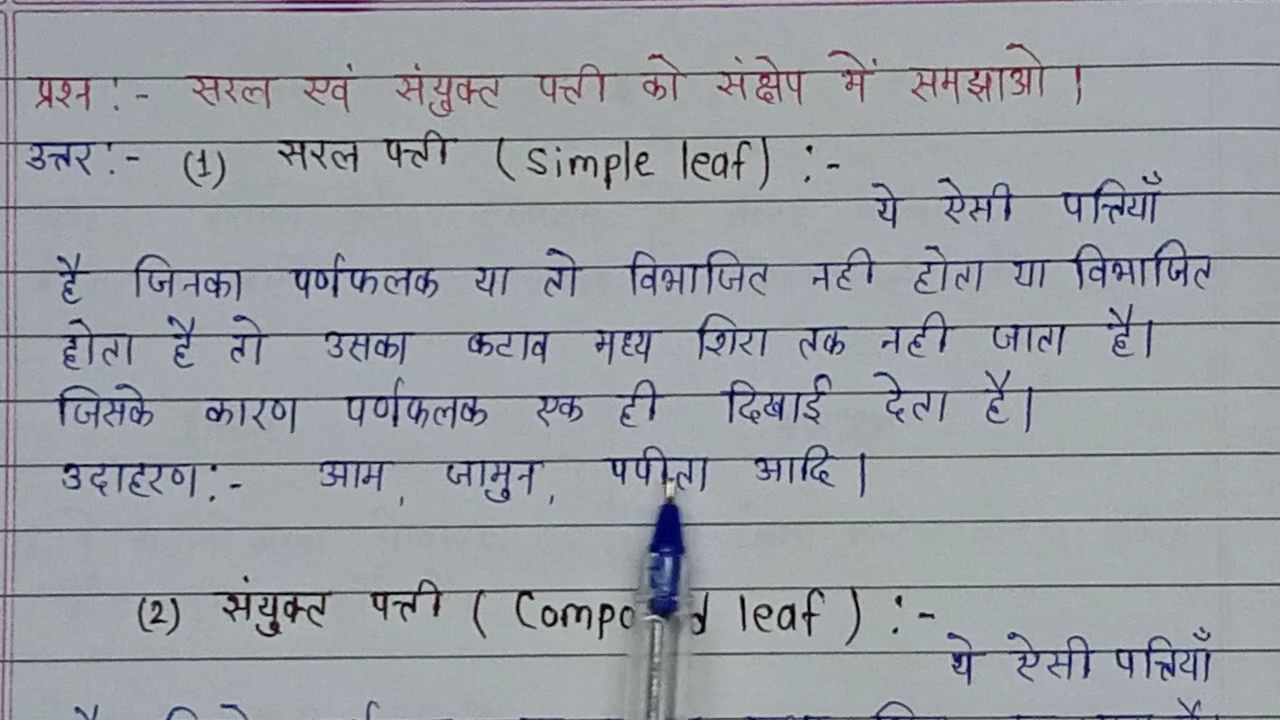 प्रश्न :- सरल एवं संयुक्त पत्ती को संक्षेप में समझाओ।
उत्तर :- (1) सरल पत्ती (simple leaf) :-
ये ऐसी पत्तियाँ
है जिनका पर्णफलक या तो विभाजित नही होता या विभाजित
होता है तो उसका कटाव मध्य शिरा तक नही जाता है।
जिसके कारण पर्णफलक एक ही दिखाई देता है।
उदाहरण :- आम, जामुन, पपीता आदि।
(2) संयुक्त पत्ती ( leaf ) :-
ये ऐसी पत्तियाँ